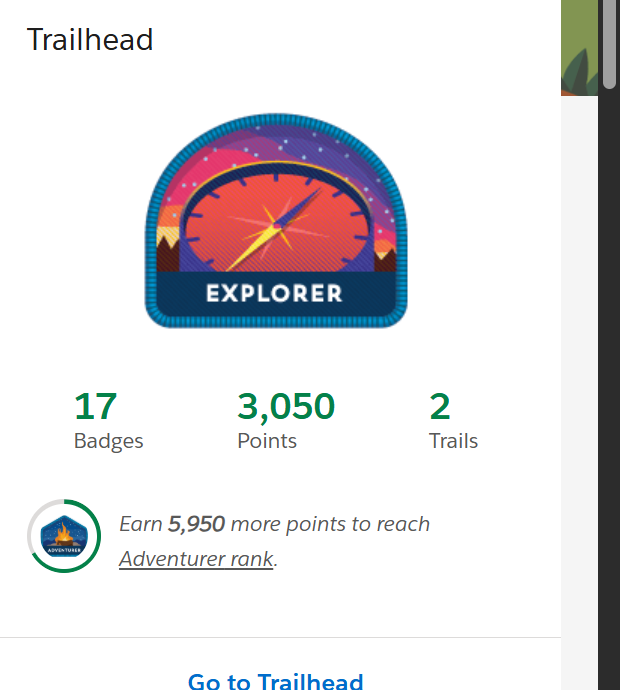 Trailhead
EXPLORER
17
3,050
2
Badges
Points
Trails
ADVENTURER
Earn 5,950 more points to reach
Adventurer rank.
Go to Trailhead